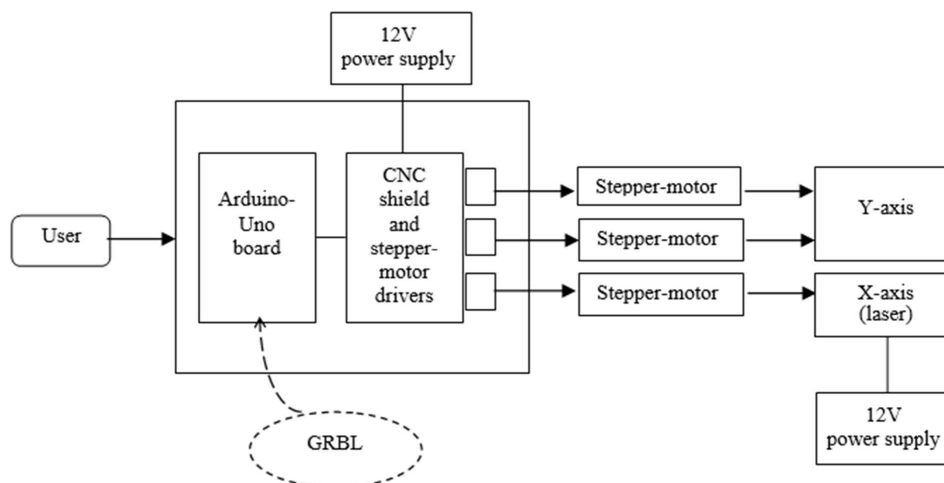 12V
power supply
Arduino-
Uno
board
CNC
shield
and
stepper-
motor
drivers
Stepper-motor
Y-axis
User
Stepper-motor
Stepper-motor
X-axis
(laser)
12V
power supply
GRBL